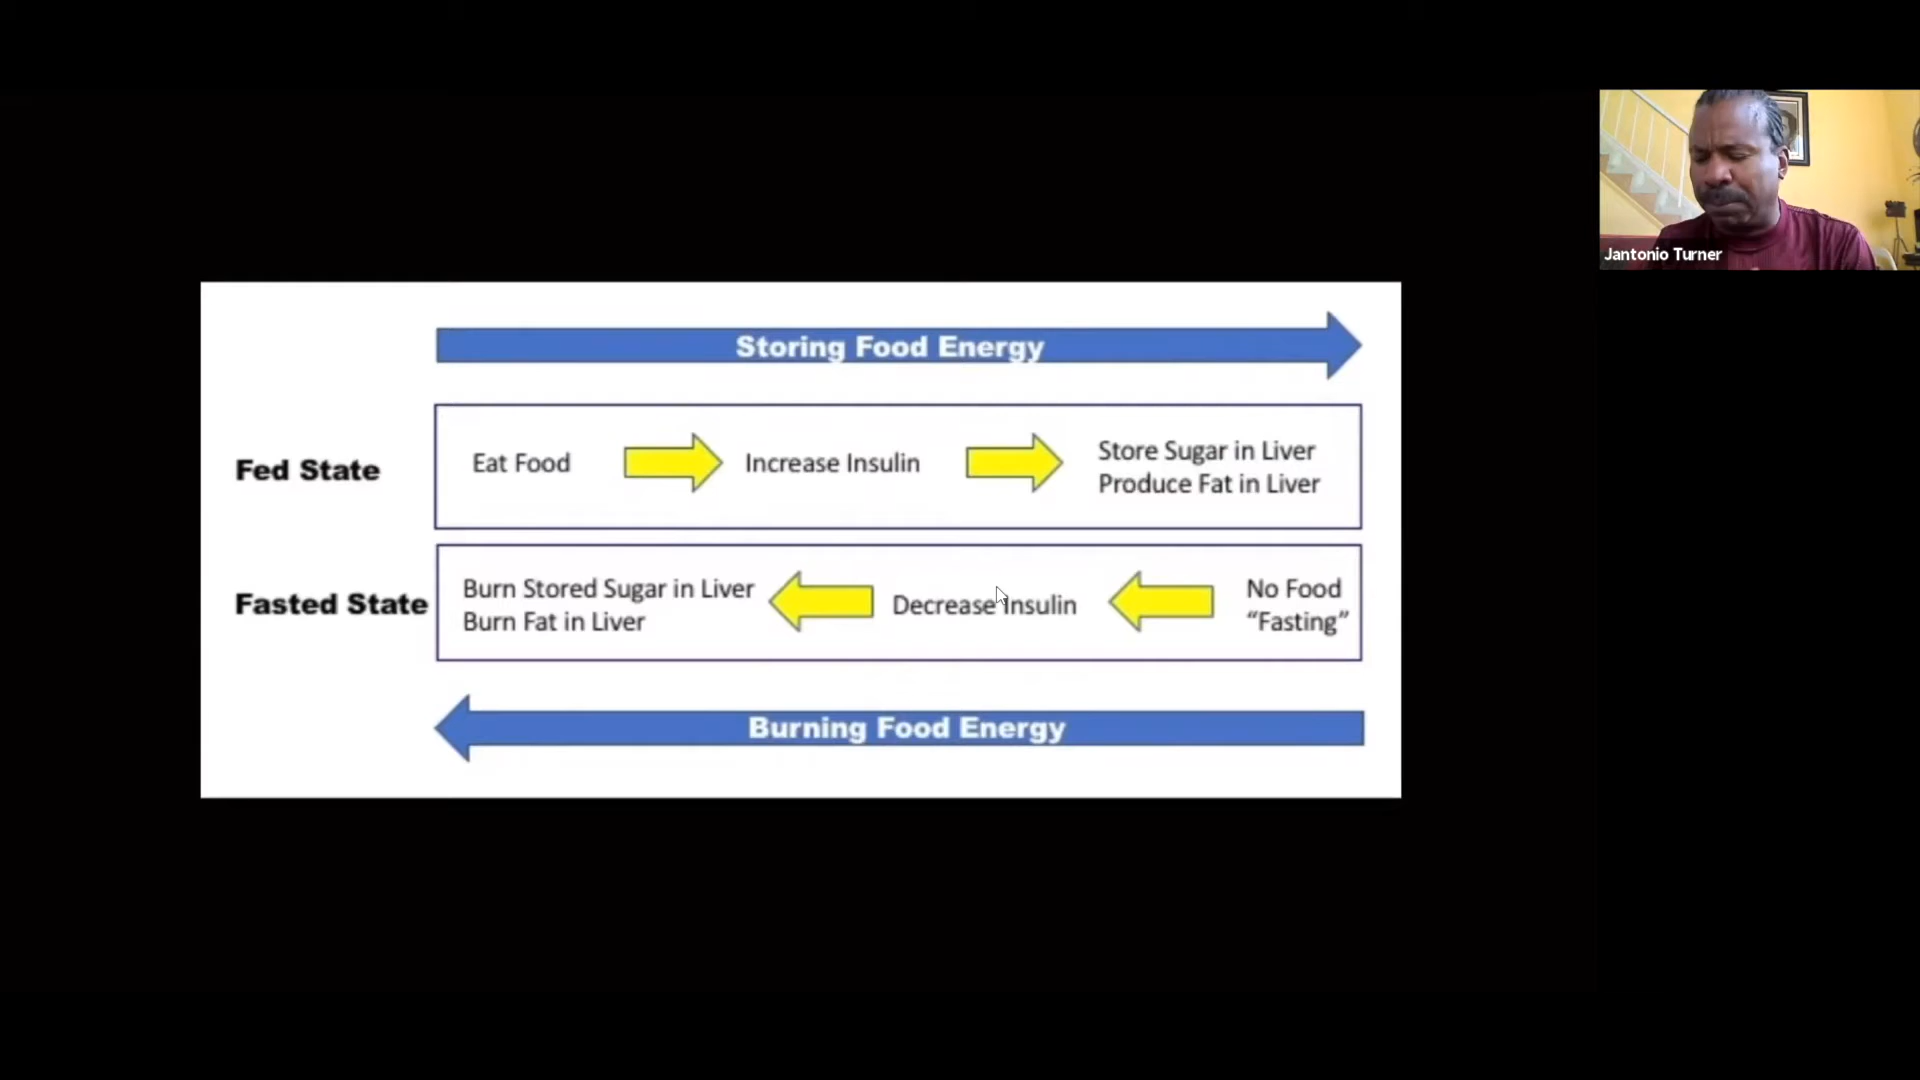 Jantonio Turner
Storing Food Energy
Fed State
Eat Food
Increase Insulin
Store Sugar in Liver
Produce Fat in Liver
Fasted State
Burn Stored Sugar in Liver
Burn Fat in Liver
Decrease Insulin
No Food
“Fasting”
Burning Food Energy